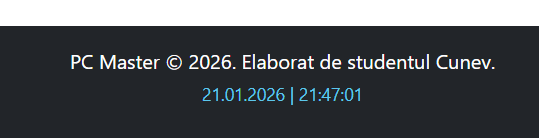 PC Master © 2026. Elaborat de studentul Cunev.
21.01.2026 | 21:47:01